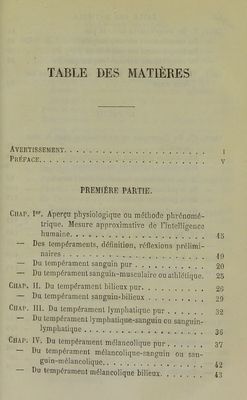 TABLE DES MATIÈRES
AVERTISSEMENT. . . . . . . . . . . . . . . . . . I
PRÉFACE. . . . . . . . . . . . . . . . . . . . . . V
PREMIÈRE PARTIE.
CHAP. Iᵉʳ. Aperçu physiologique ou méthode phrénomé-
trique. Mesure approximative de l'intelligence
humaine. . . . . . . . . . . . . . . . . . 15
— Des tempéraments, définition, réflexions prélimi-
naires . . . . . . . . . . . . . . . . . . 19
— Du tempérament sanguin pur . . . . . . . . . 20
— Du tempérament sanguin-musculaire ou athlétique. 25
CHAP. II. Du tempérament bilieux pur. . . . . . . . . 26
— Du tempérament sanguin-bilieux . . . . . . . 29
CHAP. III. Du tempérament lymphatique pur . . . . . . 32
— Du tempérament lymphatique-sanguin ou sanguin-
lymphatique . . . . . . . . . . . . . . . . 36
CHAP. IV. Du tempérament mélancolique pur . . . . . . 37
— Du tempérament mélancolique-sanguin ou san-
guin-mélancolique. . . . . . . . . . . . . . 42
— Du tempérament mélancolique bilieux. . . . . . 43